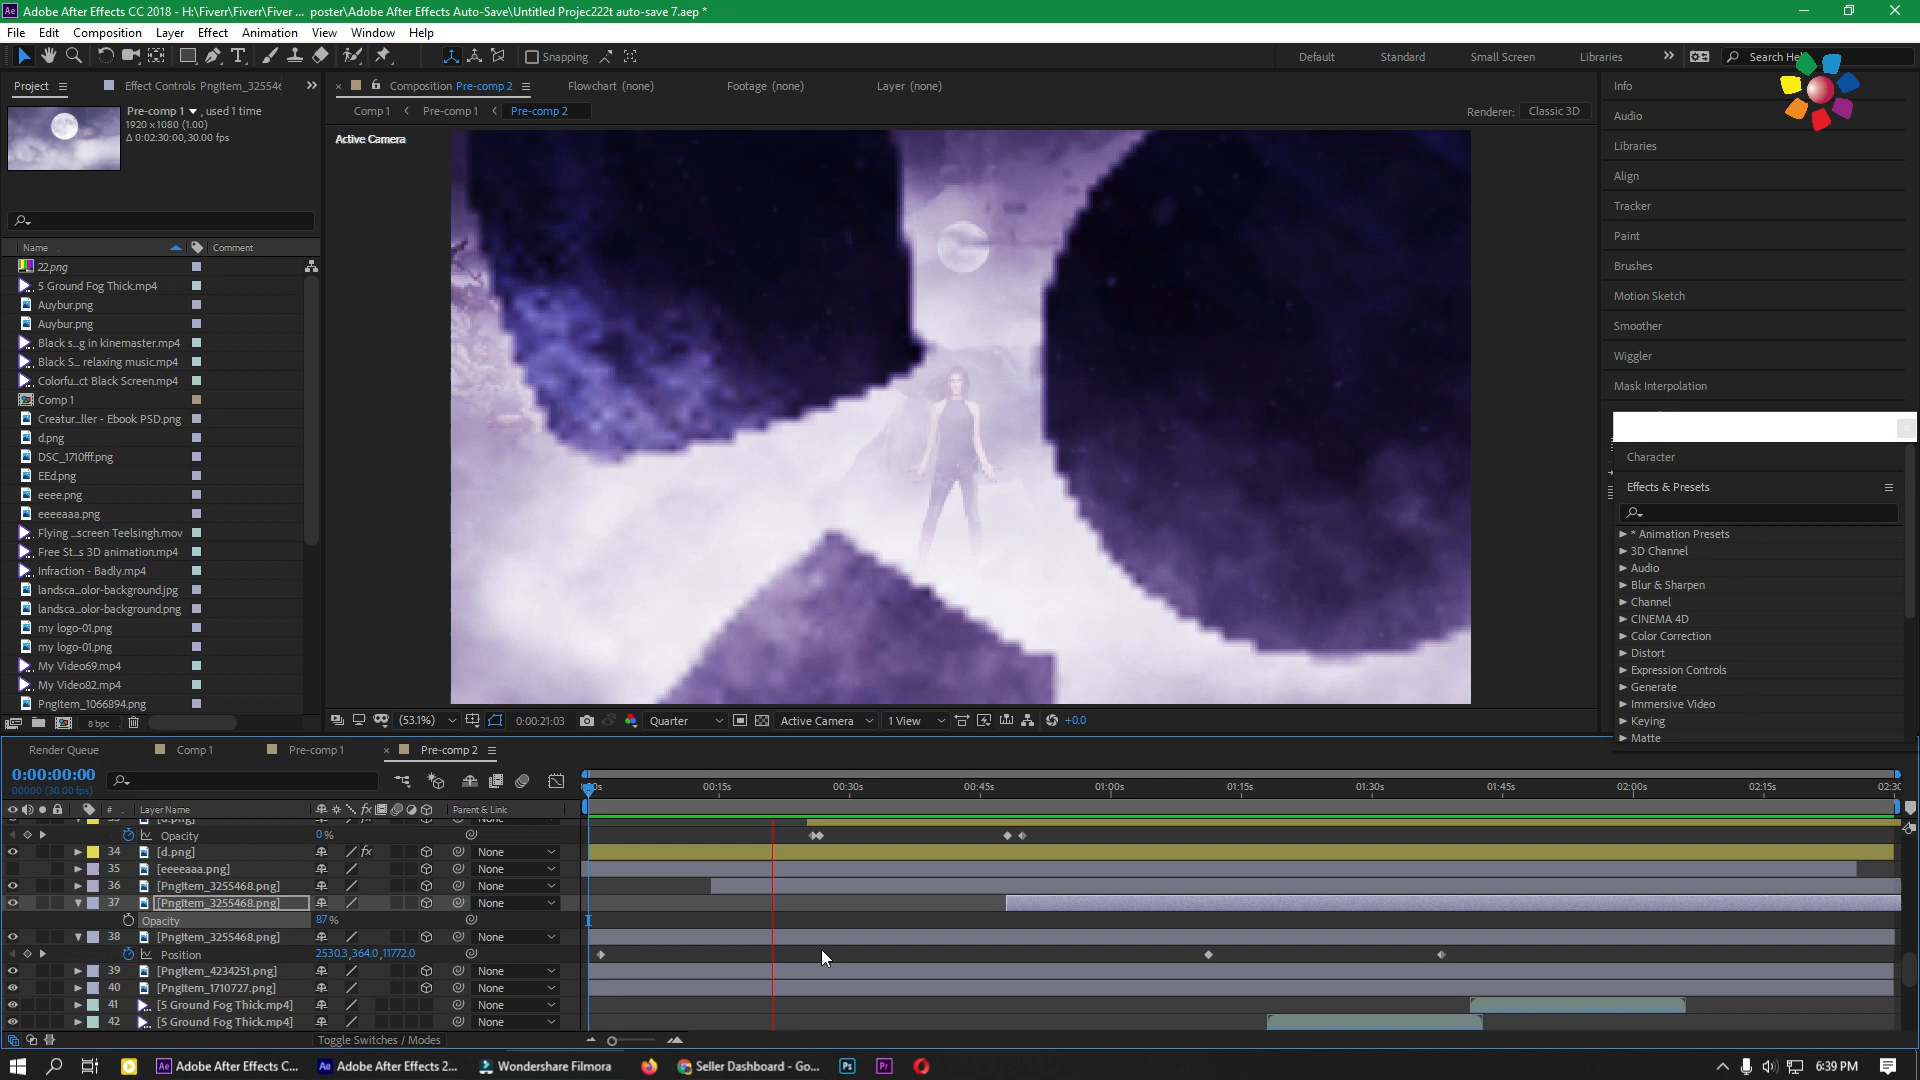 Adobe After Effects CC 2018 - H:\Fiverr\Fiverr\Fiver ... poster\Adobe After Effects Auto-Save\Untitled Projec222t auto-save 7.aep *
File Edit Composition Layer Effect Animation View Window Help
Snapping Default Standard Small Screen Libraries Search Hel
Project Effect Controls PngItem_32554
Composition Pre-comp 2 Flowchart (none) Footage (none) Layer (none)
Comp 1 Pre-comp 1 Pre-comp 2 Renderer: Classic 3D
Active Camera
Pre-comp 1 , used 1 time
1920 x1080 (1.00)
Δ 0:02:30:00, 30.00 fps
Name Comment
22.png
5 Ground Fog Thick.mp4
Auybur.png
Auybur.png
Black s...g in kinemaster.mp4
Black S... relaxing music.mp4
Colorfu...ct Black Screen.mp4
Comp 1
Creatur...ller - Ebook PSD.png
d.png
DSC_1710fff.png
EEd.png
eeee.png
eeeeaaa.png
Flying ...screen Teelsingh.mov
Free St...s 3D animation.mp4
Infraction - Badly.mp4
landsca...olor-background.jpg
landsca...olor-background.png
my logo-01.png
my logo-01.png
My Video69.mp4
My Video82.mp4
PngItem_1066894.png
8 bpc
(53.1%) 0:00:21:03 Quarter Active Camera 1 View +0.0
Info
Audio
Libraries
Align
Tracker
Paint
Brushes
Motion Sketch
Smoother
Wiggler
Mask Interpolation
Character
Effects & Presets
* Animation Presets
3D Channel
Audio
Blur & Sharpen
Channel
CINEMA 4D
Color Correction
Distort
Expression Controls
Generate
Immersive Video
Keying
Matte
Render Queue Comp 1 Pre-comp 1 Pre-comp 2
0:00:00:00
00000 (30.00 fps)
00s 00:15s 00:30s 00:45s 01:00s 01:15s 01:30s 01:45s 02:00s 02:15s 02:30
# Layer Name fx Parent & Link
Opacity 0 %
34 [d.png] fx None
35 [eeeeaaa.png] None
36 [PngItem_3255468.png] None
37 [PngItem_3255468.png] None
Opacity 87 %
38 [PngItem_3255468.png] None
Position 2530.3,364.0,11772.0
39 [PngItem_4234251.png] None
40 [PngItem_1710727.png] None
41 [5 Ground Fog Thick.mp4] None
42 [5 Ground Fog Thick.mp4] None
Toggle Switches / Modes
Adobe After Effects C... Adobe After Effects 2... Wondershare Filmora Seller Dashboard - Go... 6:39 PM